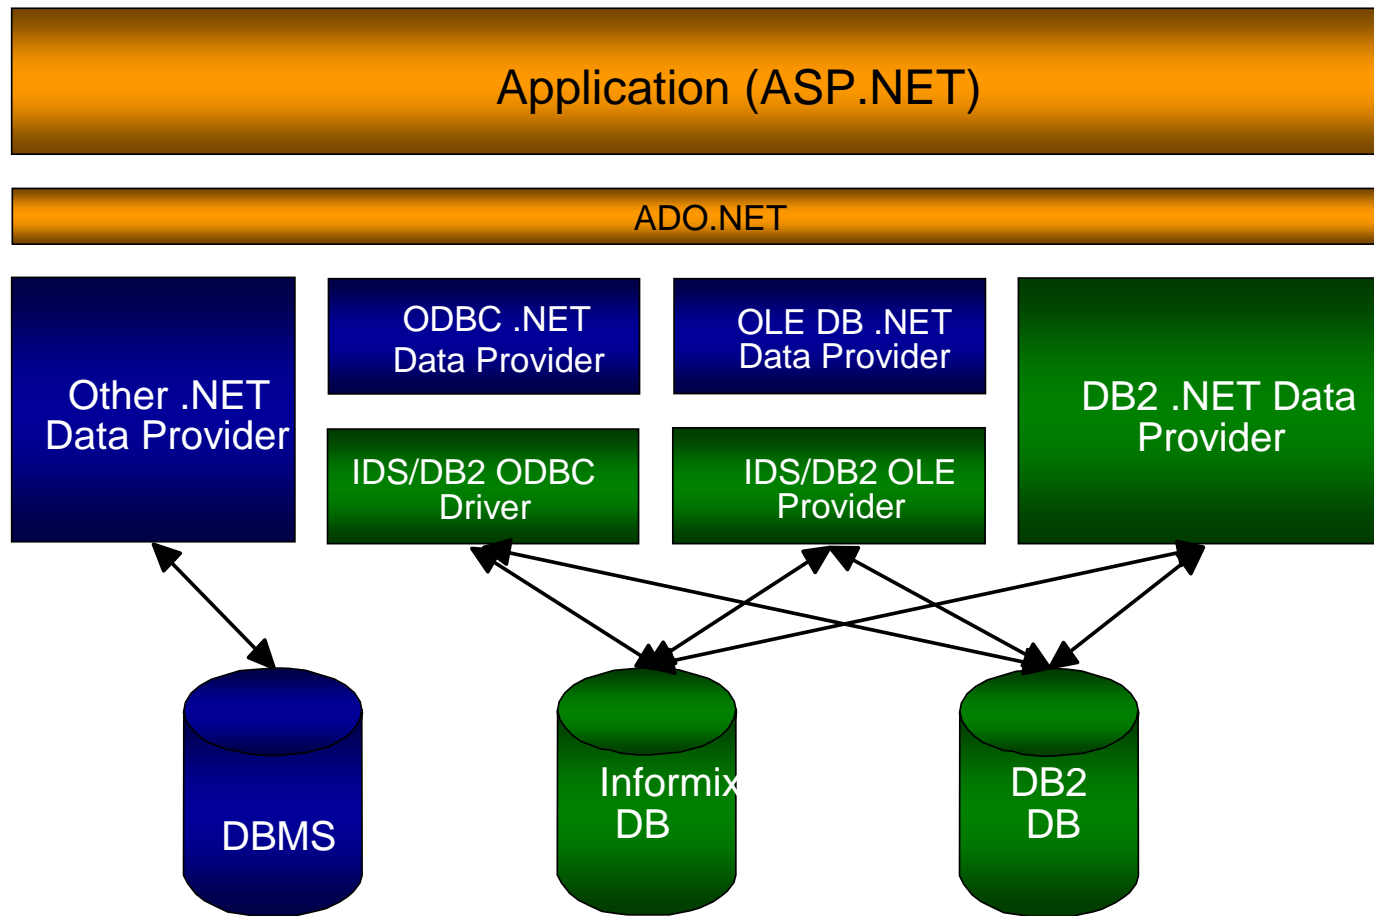 Application (ASP.NET)
ADO.NET
Other .NET
Data Provider
ODBC .NET
Data Provider
OLE DB .NET
Data Provider
DB2 .NET Data
Provider
IDS/DB2 ODBC
Driver
IDS/DB2 OLE
Provider
DBMS
Informix
DB
DB2
DB